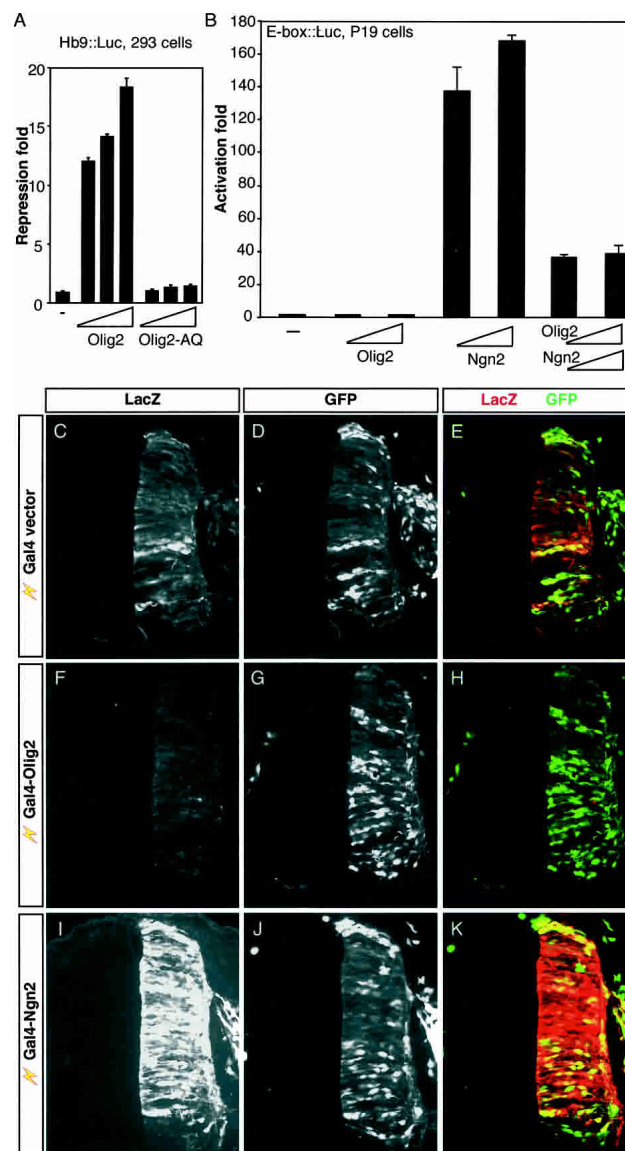 A
Hb9::Luc, 293 cells
Repression fold
20
15
10
5
0
-
Olig2
Olig2-AQ
B
E-box::Luc, P19 cells
Activation fold
180
160
140
120
100
80
60
40
20
0
—
Olig2
Ngn2
Olig2
Ngn2
LacZ
GFP
LacZ GFP
Gal4 vector
C
D
E
Gal4-Olig2
F
G
H
Gal4-Ngn2
I
J
K